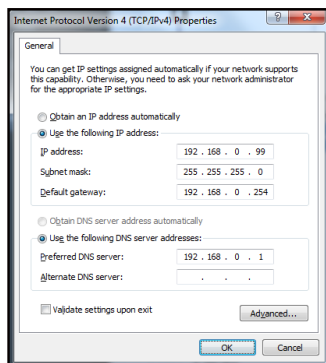 Internet Protocol Version 4 (TCP/IPv4) Properties
General
You can get IP settings assigned automatically if your network supports
this capability. Otherwise, you need to ask your network administrator
for the appropriate IP settings.
Obtain an IP address automatically
Use the following IP address:
IP address: 192 . 168 . 0 . 99
Subnet mask: 255 . 255 . 255 . 0
Default gateway: 192 . 168 . 0 . 254
Obtain DNS server address automatically
Use the following DNS server addresses:
Preferred DNS server: 192 . 168 . 0 . 1
Alternate DNS server: . . .
Validate settings upon exit
Advanced...
OK Cancel